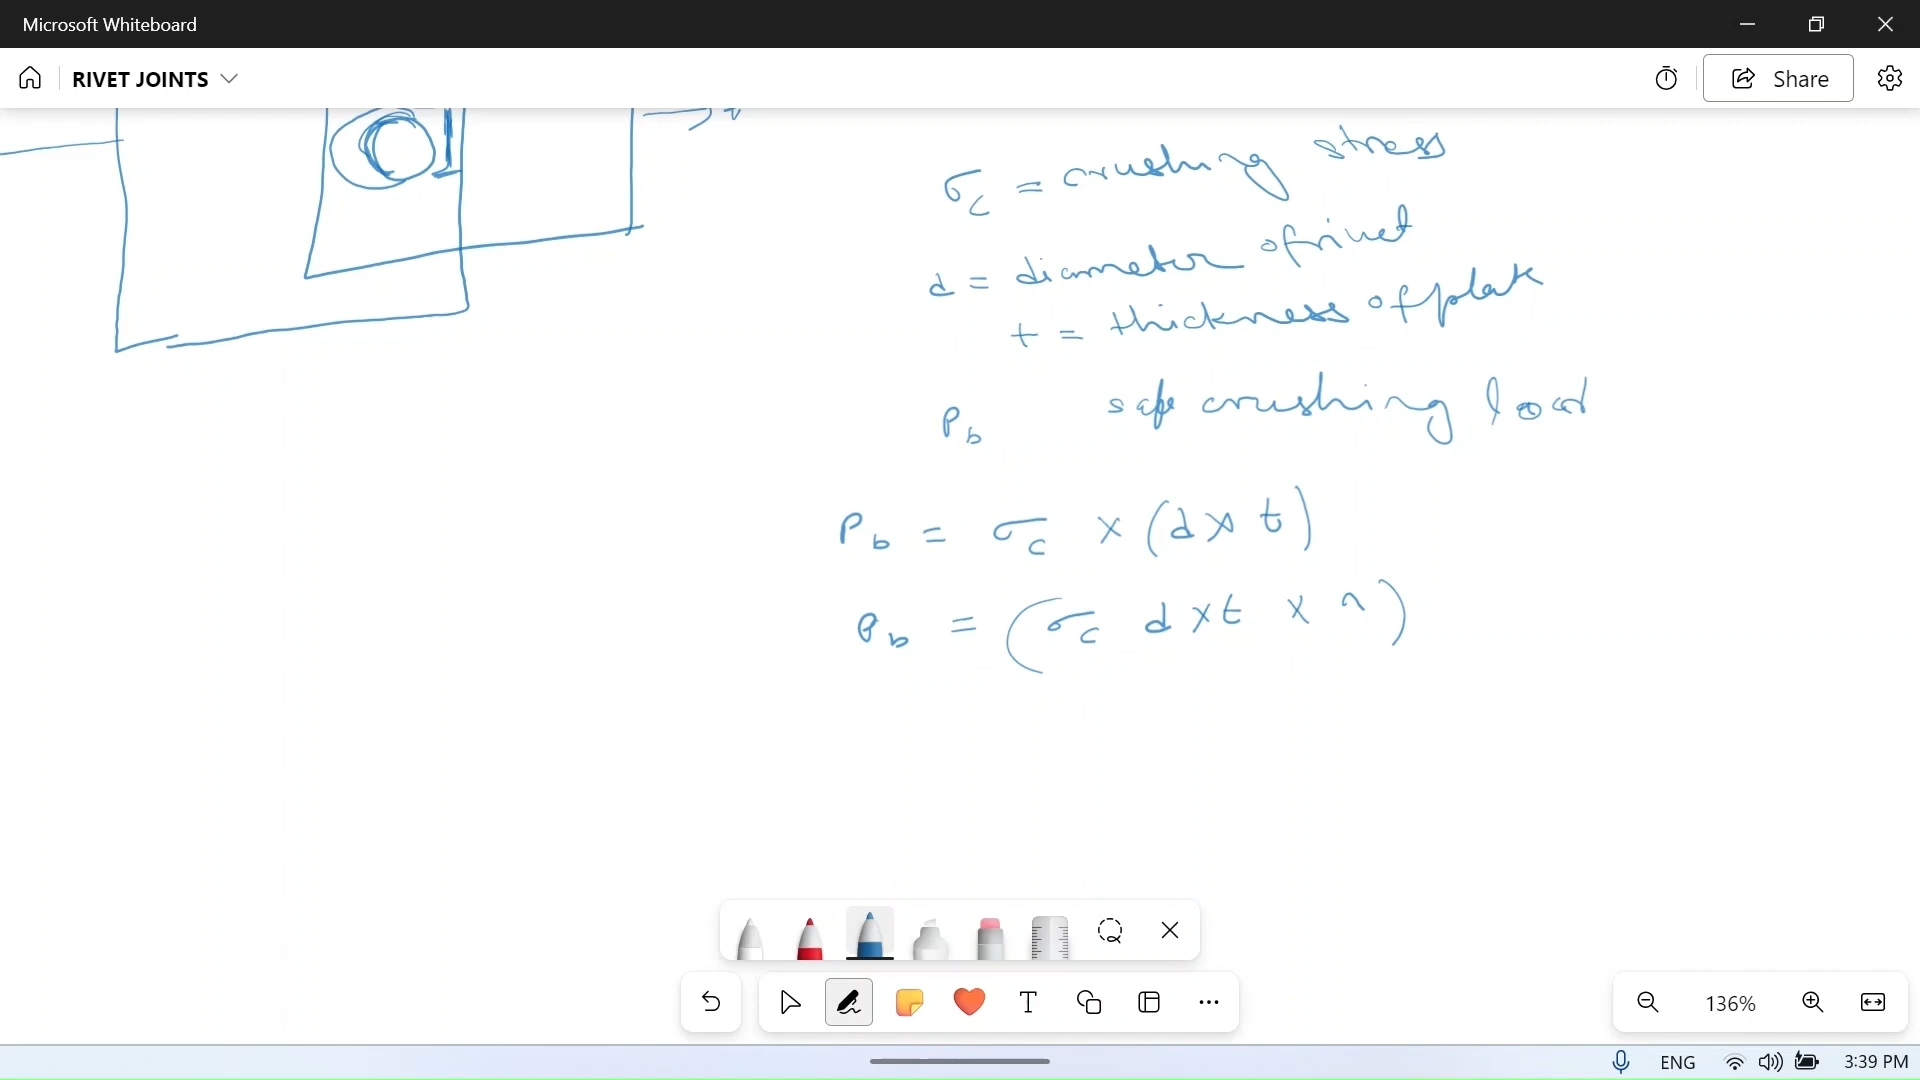 Microsoft Whiteboard
RIVET JOINTS
Share
σc = crushing stress
d = diameter of rivet
t = thickness of plate
Pb safe crushing load
Pb = σc × (d × t)
Pb = (σc d × t × n)
T
136%
ENG
3:39 PM